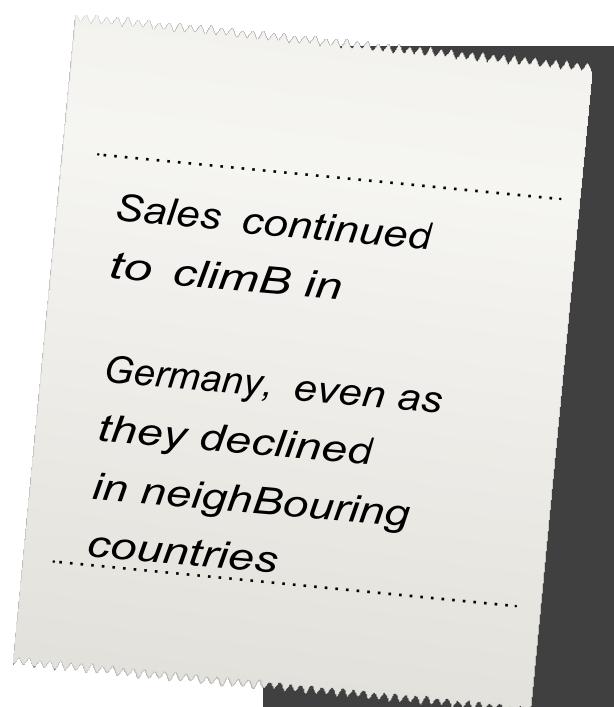 Sales continued
to climB in
Germany, even as
they declined
in neighBouring
countries